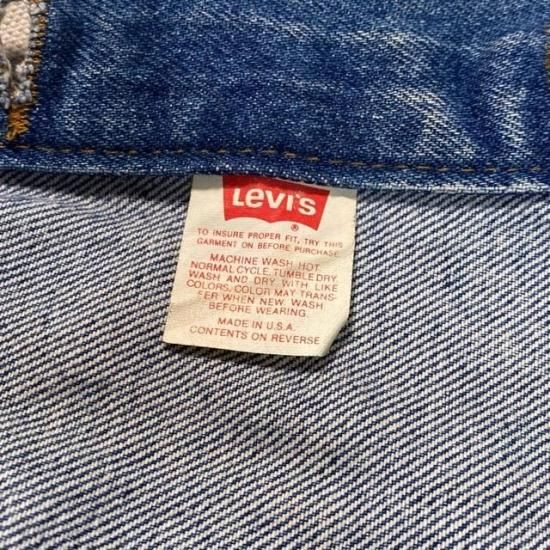 Levi's
®
TO INSURE PROPER FIT, TRY THIS
GARMENT ON BEFORE PURCHASE
MACHINE WASH HOT
NORMAL CYCLE. TUMBLE DRY.
WASH AND DRY WITH LIKE
COLORS. COLOR MAY TRANS-
FER WHEN NEW. WASH
BEFORE WEARING.
MADE IN U.S.A.
CONTENTS ON REVERSE